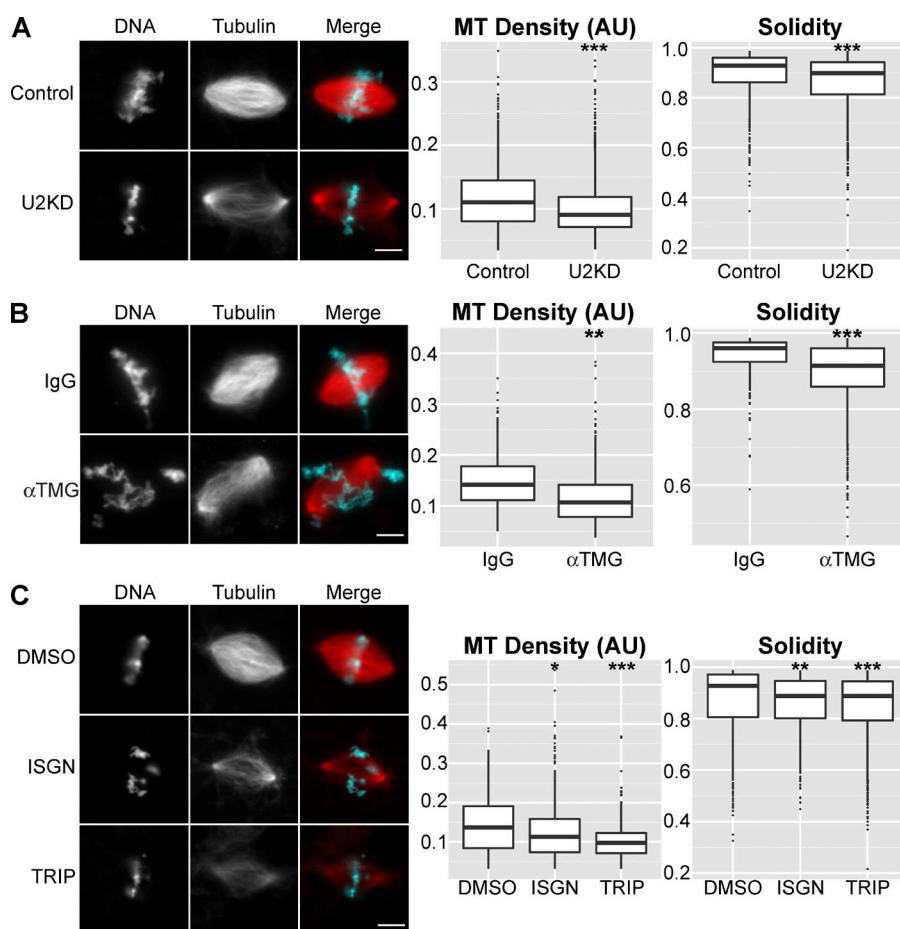 A
DNA Tubulin Merge
Control
U2KD
MT Density (AU)
***
0.3
0.2
0.1
Control U2KD
Solidity
***
1.0
0.8
0.6
0.4
0.2
Control U2KD
B
DNA Tubulin Merge
IgG
αTMG
MT Density (AU)
**
0.4
0.3
0.2
0.1
IgG αTMG
Solidity
***
1.0
0.8
0.6
IgG αTMG
C
DNA Tubulin Merge
DMSO
ISGN
TRIP
MT Density (AU)
* ***
0.5
0.4
0.3
0.2
0.1
DMSO ISGN TRIP
Solidity
** ***
1.0
0.8
0.6
0.4
0.2
DMSO ISGN TRIP